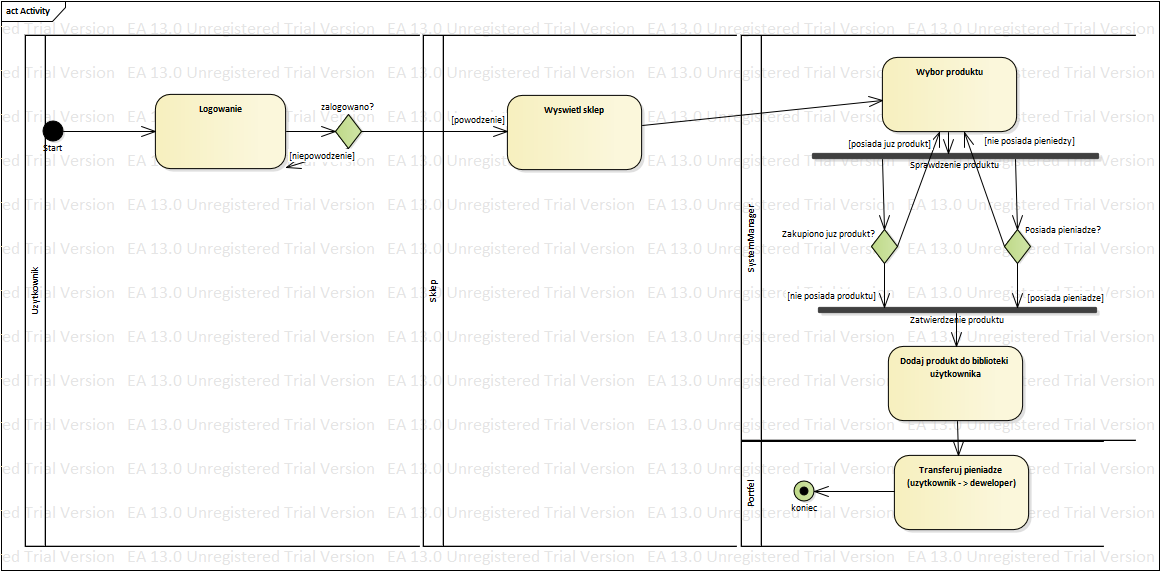 act Activity
Użytkownik
Start
Logowanie
zalogowano?
[niepowodzenie]
[powodzenie]
Sklep
Wyswietl sklep
SystemManager
Wybor produktu
[posiada juz produkt]
[nie posiada pieniedzy]
Sprawdzenie produktu
Zakupiono juz produkt?
Posiada pieniadze?
[nie posiada produktu]
[posiada pieniadze]
Zatwierdzenie produktu
Dodaj produkt do biblioteki
użytkownika
Portfel
Transferuj pieniadze
(uzytkownik - > deweloper)
koniec
EA 13.0 Unregistered Trial Version